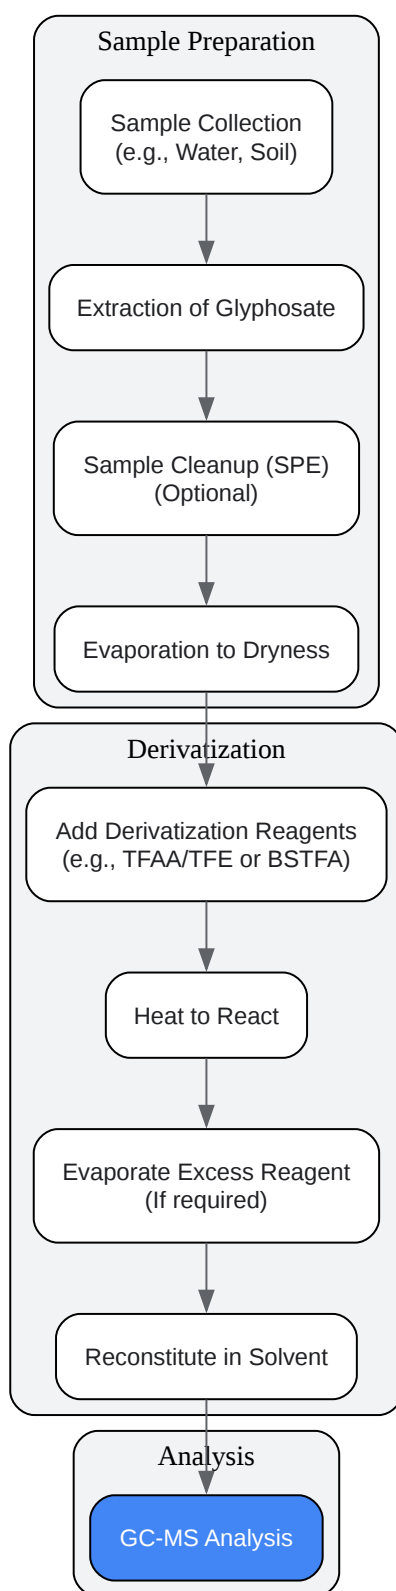 Sample Preparation
Sample Collection
(e.g., Water, Soil)
Extraction of Glyphosate
Sample Cleanup (SPE)
(Optional)
Evaporation to Dryness
Derivatization
Add Derivatization Reagents
(e.g., TFAA/TFE or BSTFA)
Heat to React
Evaporate Excess Reagent
(If required)
Reconstitute in Solvent
Analysis
GC-MS Analysis